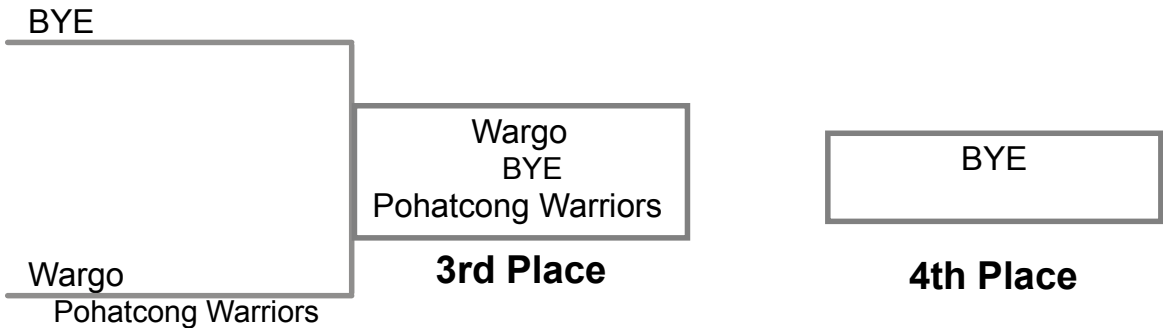 BYE
Wargo
Pohatcong Warriors
Wargo
BYE
Pohatcong Warriors
3rd Place
BYE
4th Place